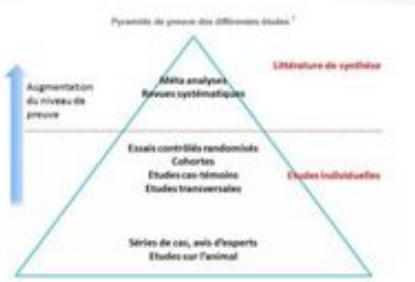 Pyramide de preuve des différentes études
Littérature de synthèse
Méta analyses
Revues systématiques
Augmentation
du niveau de
preuve
Essais contrôlés randomisés
Cohortes
Etudes cas-témoins
Etudes transversales
Etudes individuelles
Séries de cas, avis d'experts
Etudes sur l'animal